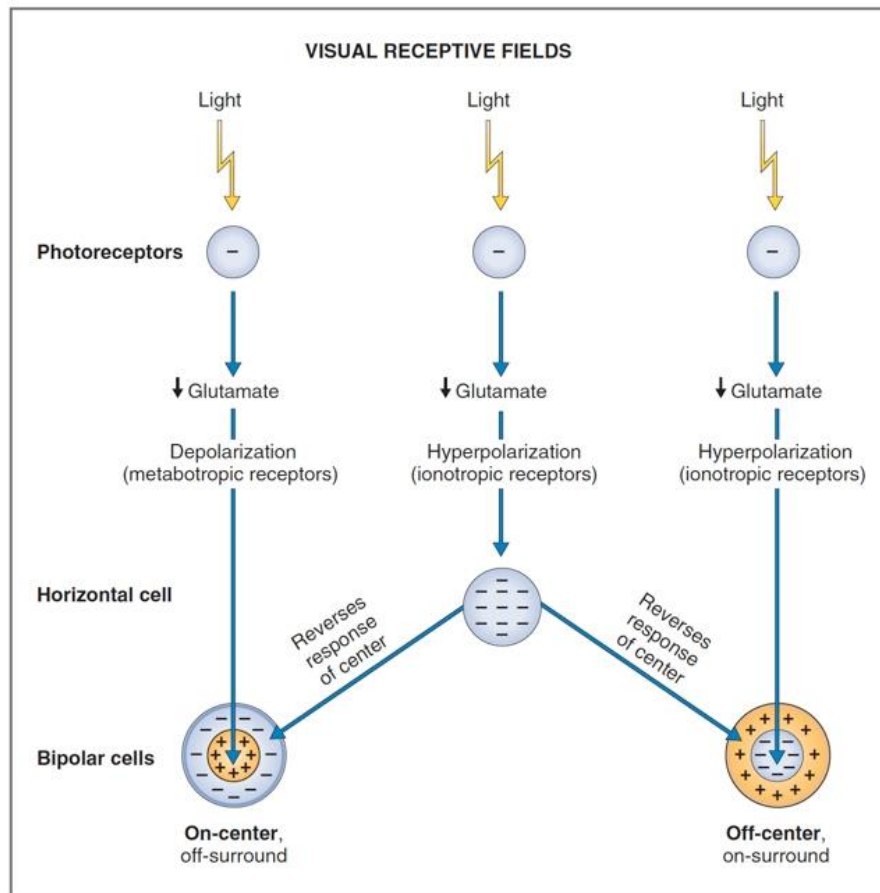 VISUAL RECEPTIVE FIELDS
Light
Light
Light
Photoreceptors
−
−
−
↓ Glutamate
↓ Glutamate
↓ Glutamate
Depolarization
(metabotropic receptors)
Hyperpolarization
(ionotropic receptors)
Hyperpolarization
(ionotropic receptors)
Horizontal cell
Reverses
response
of center
Reverses
response
of center
Bipolar cells
On-center,
off-surround
Off-center,
on-surround